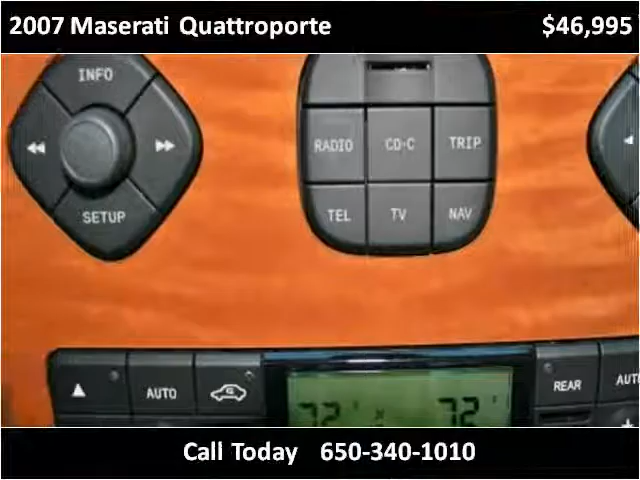 2007 Maserati Quattroporte $46,995
INFO
RADIO CD-C TRIP
SETUP
TEL TV NAV
AUTO REAR AUTO
72° 72°
Call Today 650-340-1010